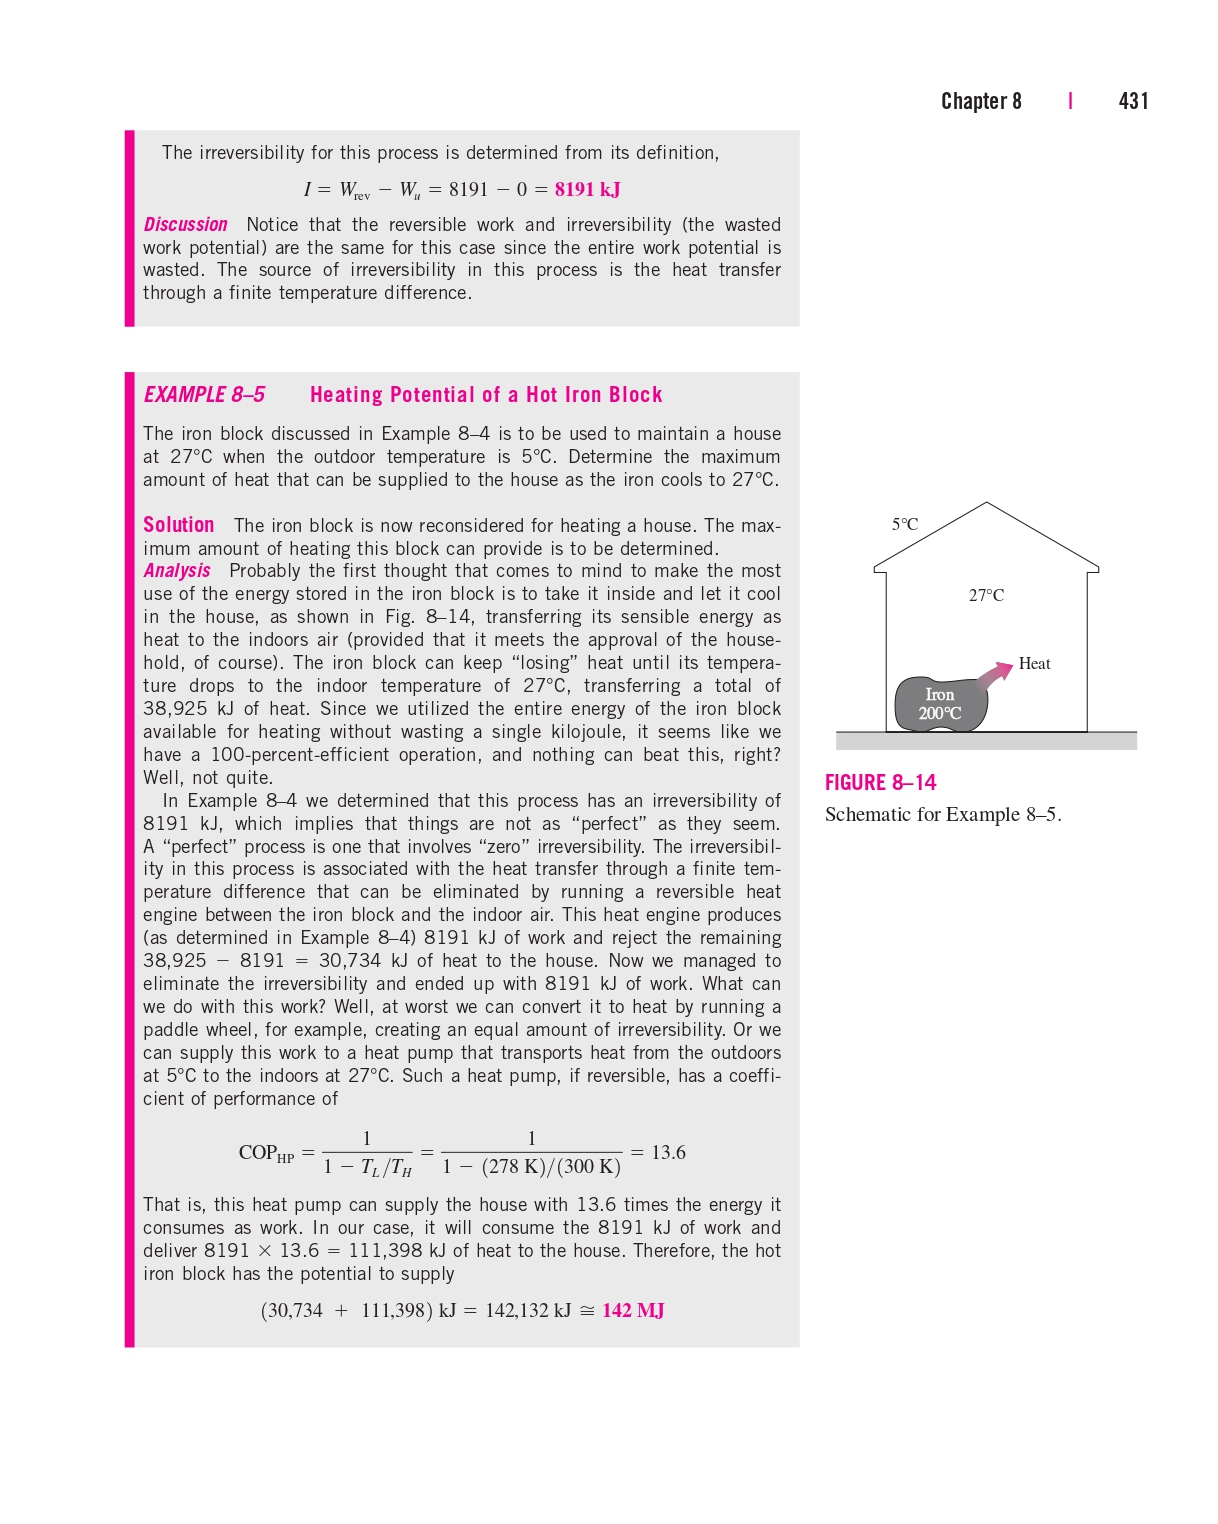 Chapter 8 | 431
The irreversibility for this process is determined from its definition,
I = Wrev − Wu = 8191 − 0 = 8191 kJ
Discussion Notice that the reversible work and irreversibility (the wasted
work potential) are the same for this case since the entire work potential is
wasted. The source of irreversibility in this process is the heat transfer
through a finite temperature difference.
EXAMPLE 8–5 Heating Potential of a Hot Iron Block
The iron block discussed in Example 8–4 is to be used to maintain a house
at 27°C when the outdoor temperature is 5°C. Determine the maximum
amount of heat that can be supplied to the house as the iron cools to 27°C.
Solution The iron block is now reconsidered for heating a house. The max-
imum amount of heating this block can provide is to be determined.
Analysis Probably the first thought that comes to mind to make the most
use of the energy stored in the iron block is to take it inside and let it cool
in the house, as shown in Fig. 8–14, transferring its sensible energy as
heat to the indoors air (provided that it meets the approval of the house-
hold, of course). The iron block can keep “losing” heat until its tempera-
ture drops to the indoor temperature of 27°C, transferring a total of
38,925 kJ of heat. Since we utilized the entire energy of the iron block
available for heating without wasting a single kilojoule, it seems like we
have a 100-percent-efficient operation, and nothing can beat this, right?
Well, not quite.
In Example 8–4 we determined that this process has an irreversibility of
8191 kJ, which implies that things are not as “perfect” as they seem.
A “perfect” process is one that involves “zero” irreversibility. The irreversibil-
ity in this process is associated with the heat transfer through a finite tem-
perature difference that can be eliminated by running a reversible heat
engine between the iron block and the indoor air. This heat engine produces
(as determined in Example 8–4) 8191 kJ of work and reject the remaining
38,925 − 8191 = 30,734 kJ of heat to the house. Now we managed to
eliminate the irreversibility and ended up with 8191 kJ of work. What can
we do with this work? Well, at worst we can convert it to heat by running a
paddle wheel, for example, creating an equal amount of irreversibility. Or we
can supply this work to a heat pump that transports heat from the outdoors
at 5°C to the indoors at 27°C. Such a heat pump, if reversible, has a coeffi-
cient of performance of
COPHP = 1 / (1 − TL/TH) = 1 / (1 − (278 K)/(300 K)) = 13.6
That is, this heat pump can supply the house with 13.6 times the energy it
consumes as work. In our case, it will consume the 8191 kJ of work and
deliver 8191 × 13.6 = 111,398 kJ of heat to the house. Therefore, the hot
iron block has the potential to supply
(30,734 + 111,398) kJ = 142,132 kJ ≅ 142 MJ
5°C
27°C
Heat
Iron
200°C
FIGURE 8–14
Schematic for Example 8–5.